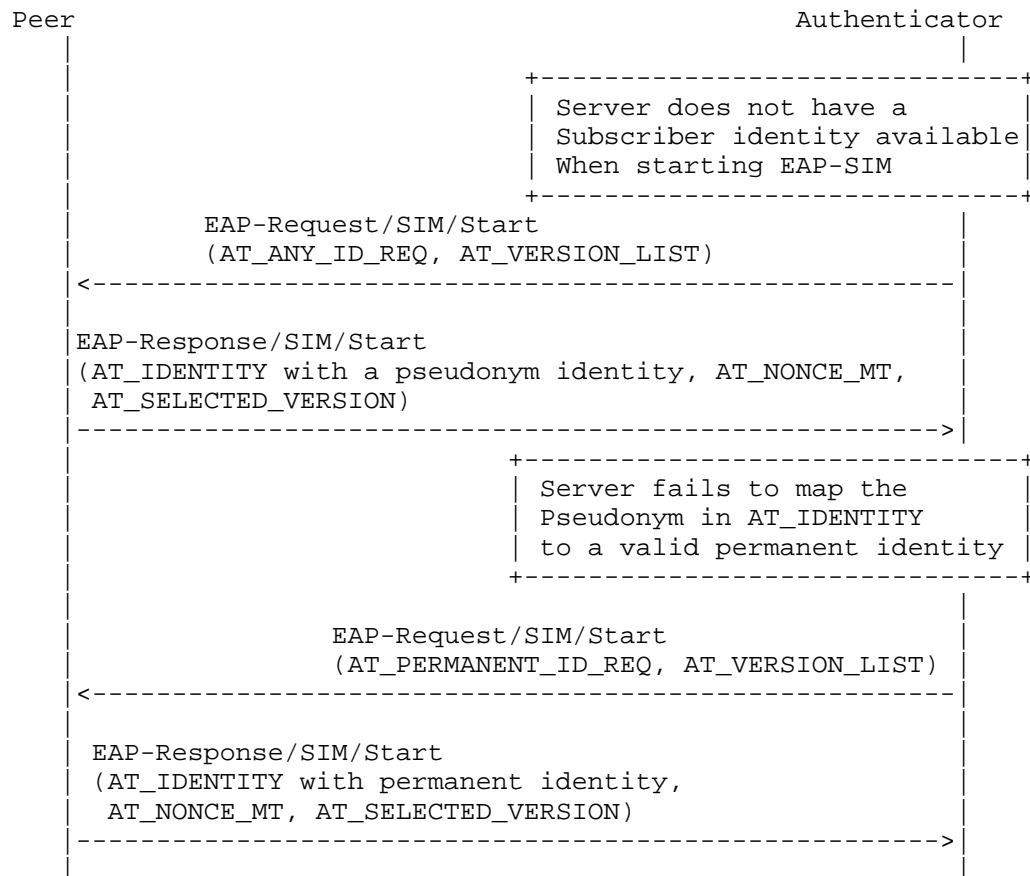 Peer Authenticator
Server does not have a
Subscriber identity available
When starting EAP-SIM
EAP-Request/SIM/Start
(AT_ANY_ID_REQ, AT_VERSION_LIST)
EAP-Response/SIM/Start
(AT_IDENTITY with a pseudonym identity, AT_NONCE_MT,
AT_SELECTED_VERSION)
Server fails to map the
Pseudonym in AT_IDENTITY
to a valid permanent identity
EAP-Request/SIM/Start
(AT_PERMANENT_ID_REQ, AT_VERSION_LIST)
EAP-Response/SIM/Start
(AT_IDENTITY with permanent identity,
AT_NONCE_MT, AT_SELECTED_VERSION)